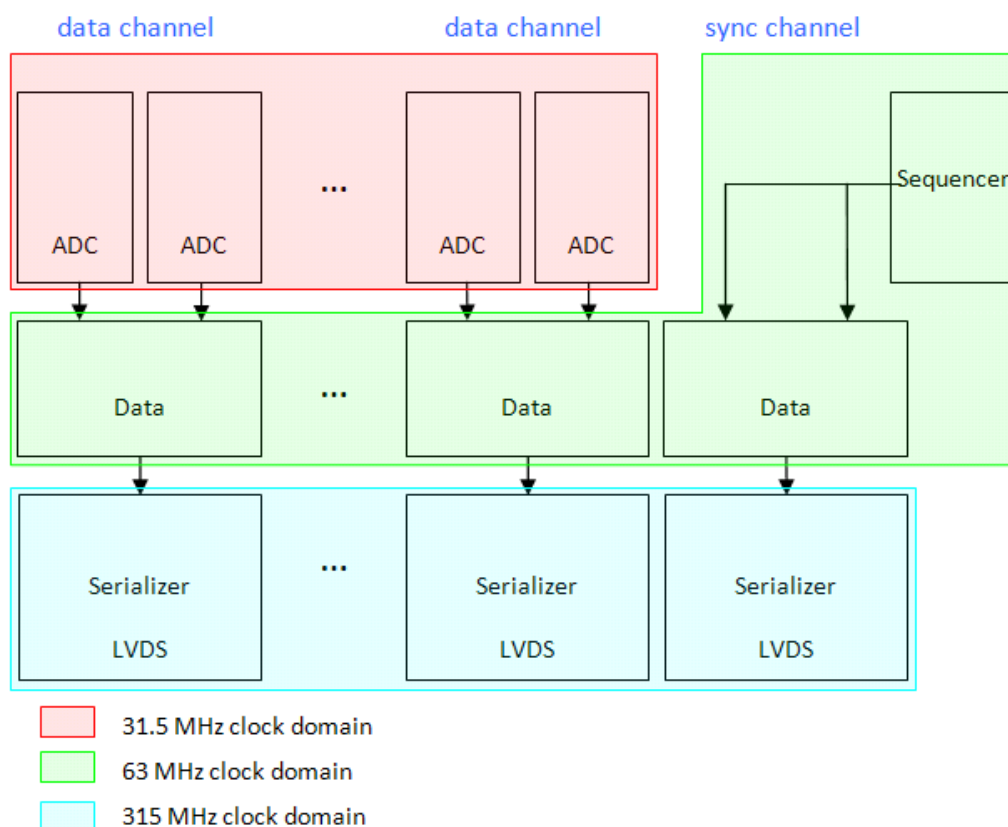 data channel data channel sync channel
...
Sequencer
ADC ADC ADC ADC
...
Data Data Data
...
Serializer Serializer Serializer
LVDS LVDS LVDS
31.5 MHz clock domain
63 MHz clock domain
315 MHz clock domain